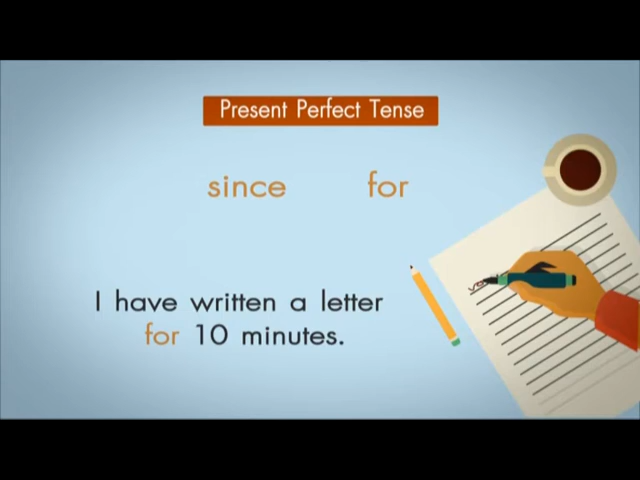 Present Perfect Tense
since for
I have written a letter
for 10 minutes.